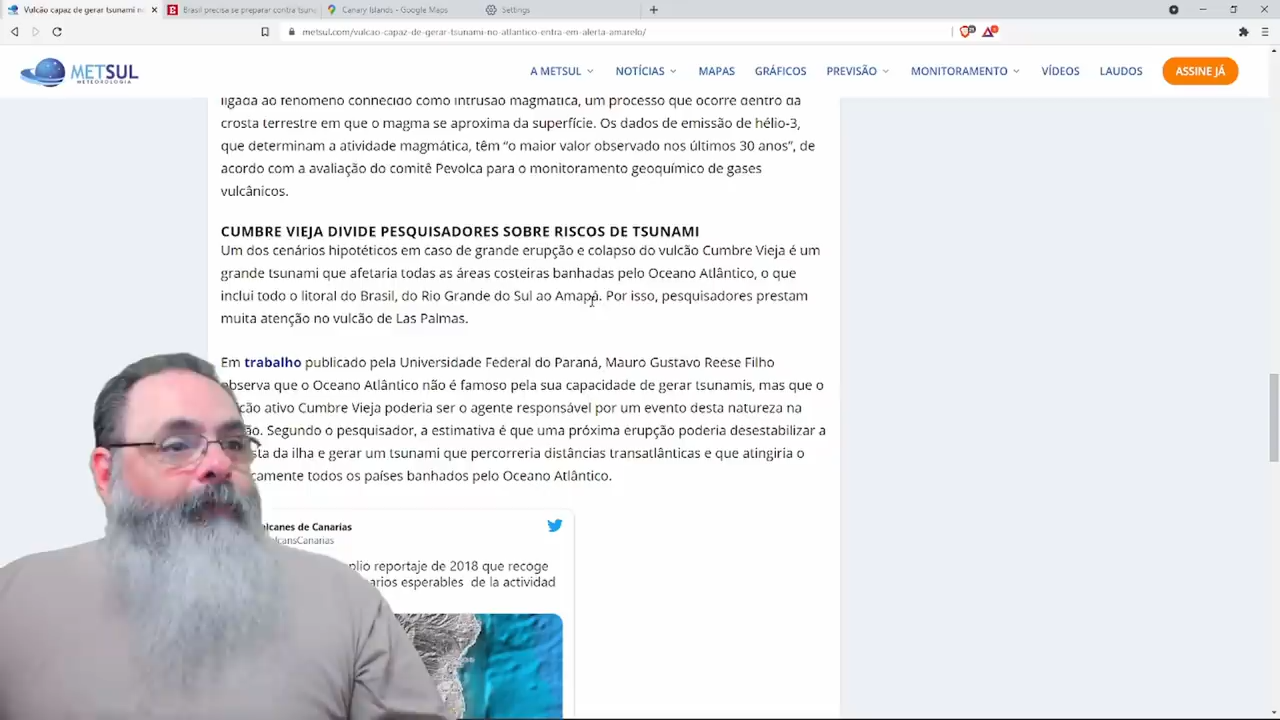 Vulcão capaz de gerar tsunami n
Brasil precisa se preparar contra tsun
Canary Islands - Google Maps
Settings
metsul.com/vulcao-capaz-de-gerar-tsunami-no-atlantico-entra-em-alerta-amarelo/
METSUL
METEOROLOGIA
A METSUL
NOTÍCIAS
MAPAS
GRÁFICOS
PREVISÃO
MONITORAMENTO
VÍDEOS
LAUDOS
ASSINE JÁ
ligada ao fenômeno conhecido como intrusão magmática, um processo que ocorre dentro da
crosta terrestre em que o magma se aproxima da superfície. Os dados de emissão de hélio-3,
que determinam a atividade magmática, têm “o maior valor observado nos últimos 30 anos”, de
acordo com a avaliação do comitê Pevolca para o monitoramento geoquímico de gases
vulcânicos.
CUMBRE VIEJA DIVIDE PESQUISADORES SOBRE RISCOS DE TSUNAMI
Um dos cenários hipotéticos em caso de grande erupção e colapso do vulcão Cumbre Vieja é um
grande tsunami que afetaria todas as áreas costeiras banhadas pelo Oceano Atlântico, o que
inclui todo o litoral do Brasil, do Rio Grande do Sul ao Amapá. Por isso, pesquisadores prestam
muita atenção no vulcão de Las Palmas.
Em trabalho publicado pela Universidade Federal do Paraná, Mauro Gustavo Reese Filho
observa que o Oceano Atlântico não é famoso pela sua capacidade de gerar tsunamis, mas que o
cão ativo Cumbre Vieja poderia ser o agente responsável por um evento desta natureza na
ão. Segundo o pesquisador, a estimativa é que uma próxima erupção poderia desestabilizar a
sta da ilha e gerar um tsunami que percorreria distâncias transatlânticas e que atingiria o
camente todos os países banhados pelo Oceano Atlântico.
lcanes de Canarias
cansCanarias
plio reportaje de 2018 que recoge
arios esperables de la actividad